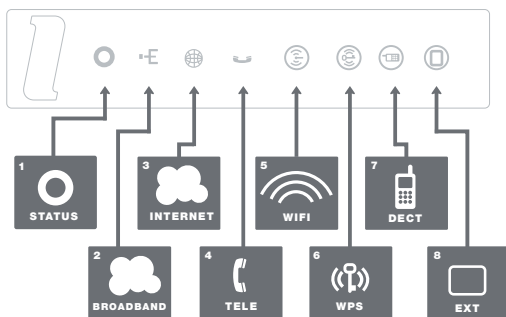 1
STATUS
2
BROADBAND
3
INTERNET
4
TELE
5
WIFI
6
WPS
7
DECT
8
EXT